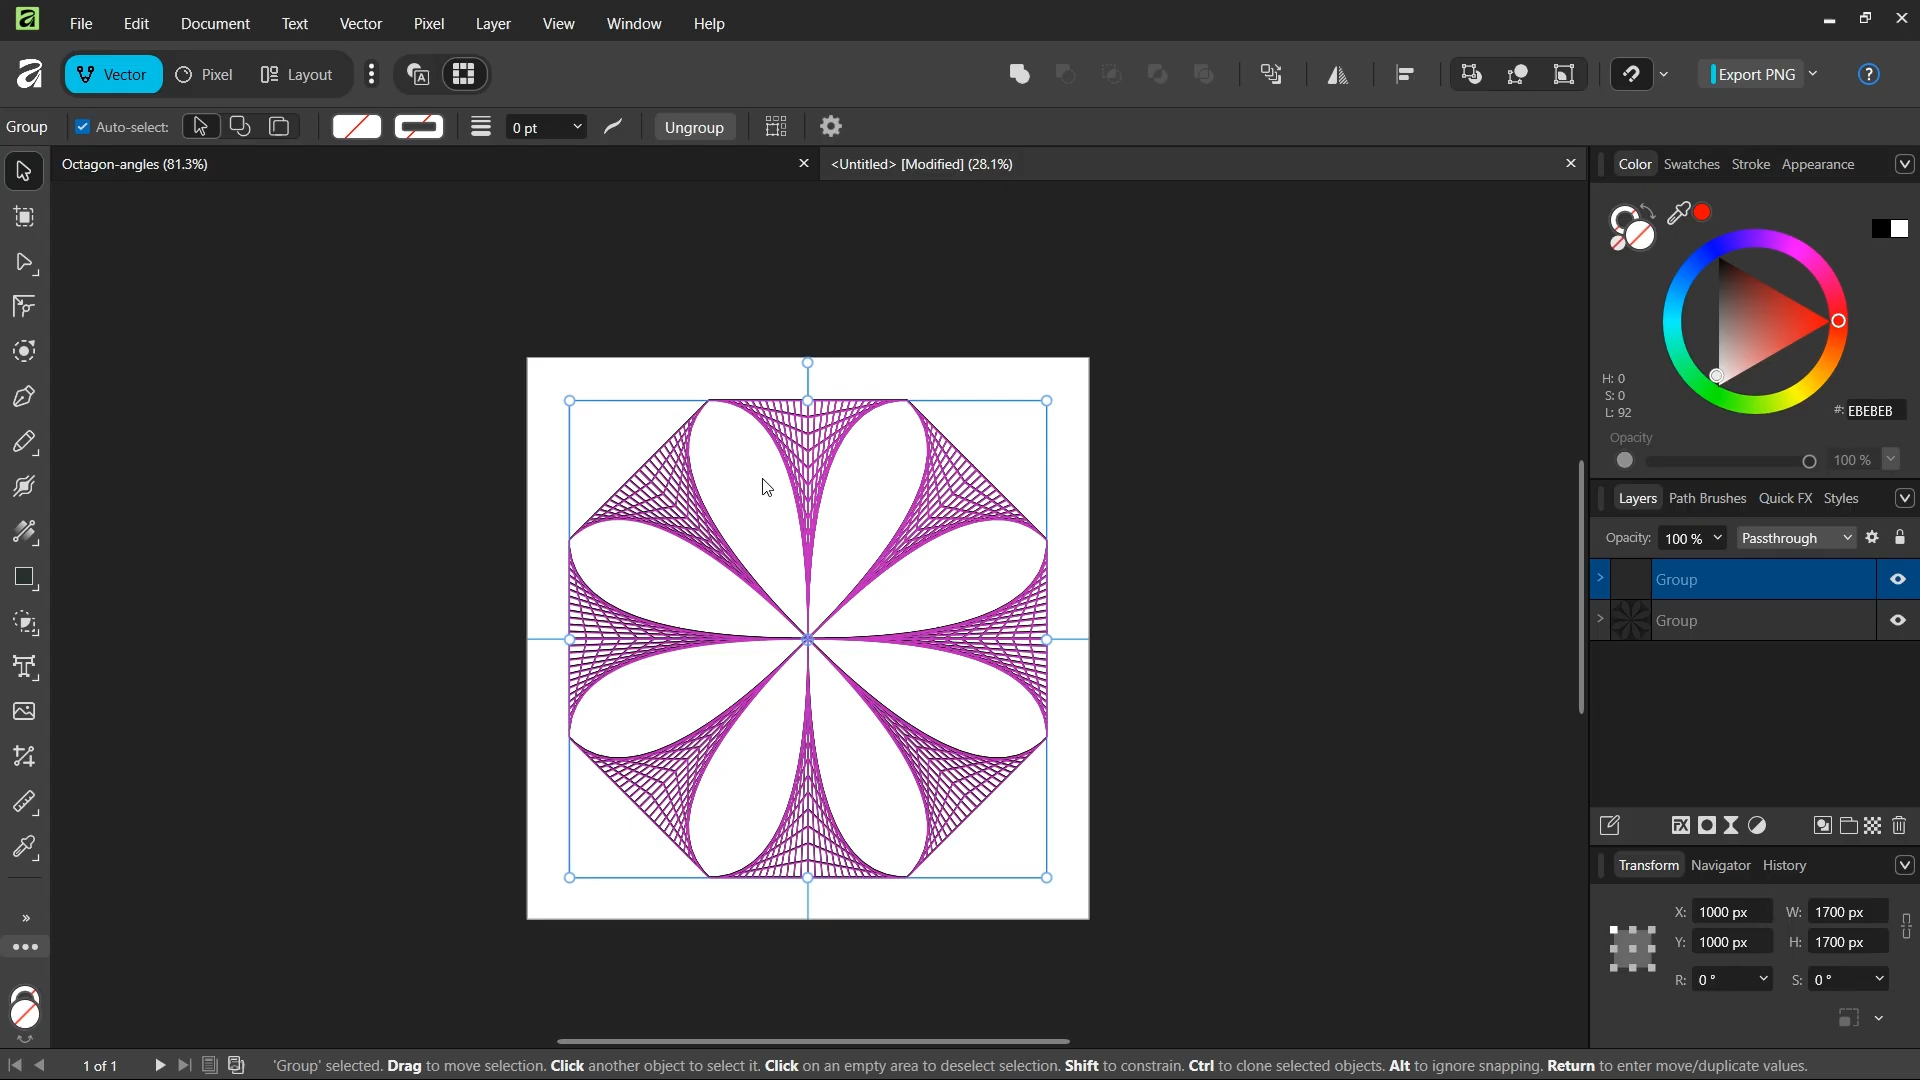 File Edit Document Text Vector Pixel Layer View Window Help
Vector Pixel Layout Export PNG
Group Auto-select: 0 pt Ungroup
Octagon-angles (81.3%) <Untitled> [Modified] (28.1%)
Color Swatches Stroke Appearance
H: 0
S: 0
L: 92
#: EBEBEB
Opacity
100 %
Layers Path Brushes Quick FX Styles
Opacity: 100 % Passthrough
Group
Group
Transform Navigator History
X: 1000 px W: 1700 px
Y: 1000 px H: 1700 px
R: 0 ° S: 0 °
1 of 1 'Group' selected. Drag to move selection. Click another object to select it. Click on an empty area to deselect selection. Shift to constrain. Ctrl to clone selected objects. Alt to ignore snapping. Return to enter move/duplicate values.